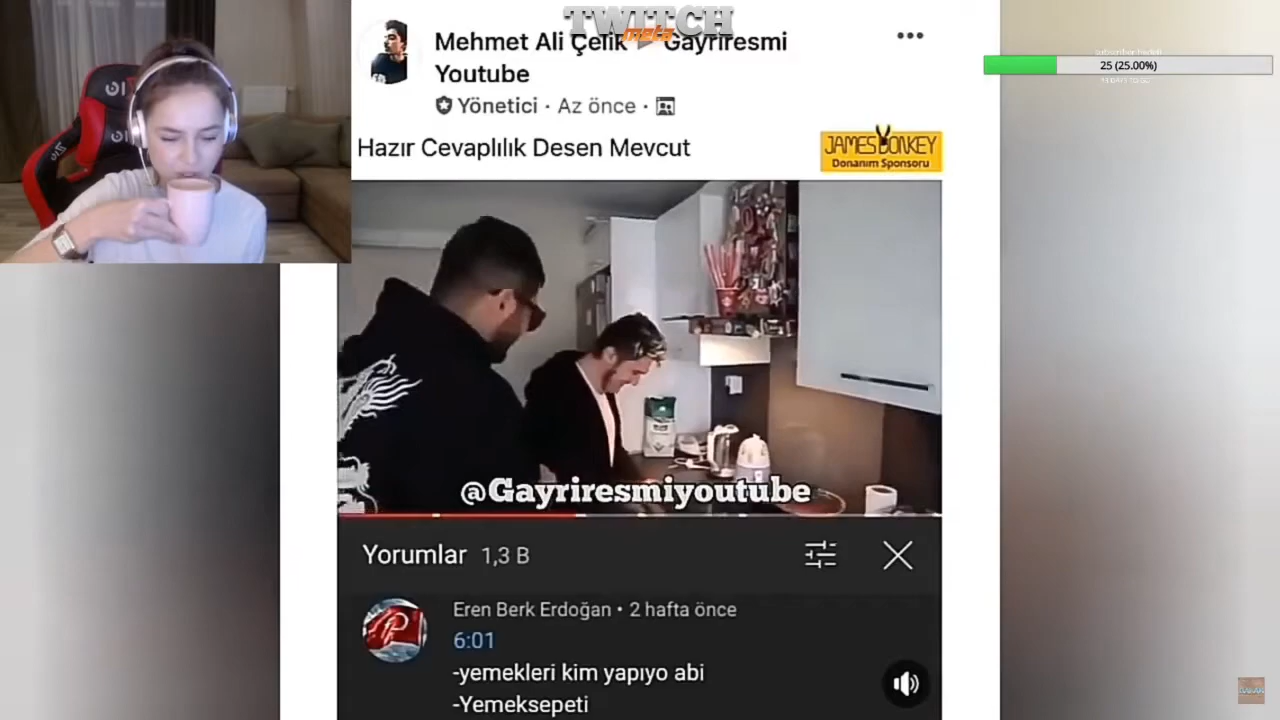 TWITCH
meta
Mehmet Ali Çelik ▸ Gayriresmi
Youtube
Yönetici · Az önce ·
25 (25.00%)
Hazır Cevaplılık Desen Mevcut
JAMES DONKEY
Donanım Sponsoru
@Gayriresmiyoutube
Yorumlar 1,3 B
Eren Berk Erdoğan • 2 hafta önce
6:01
-yemekleri kim yapıyo abi
-Yemeksepeti